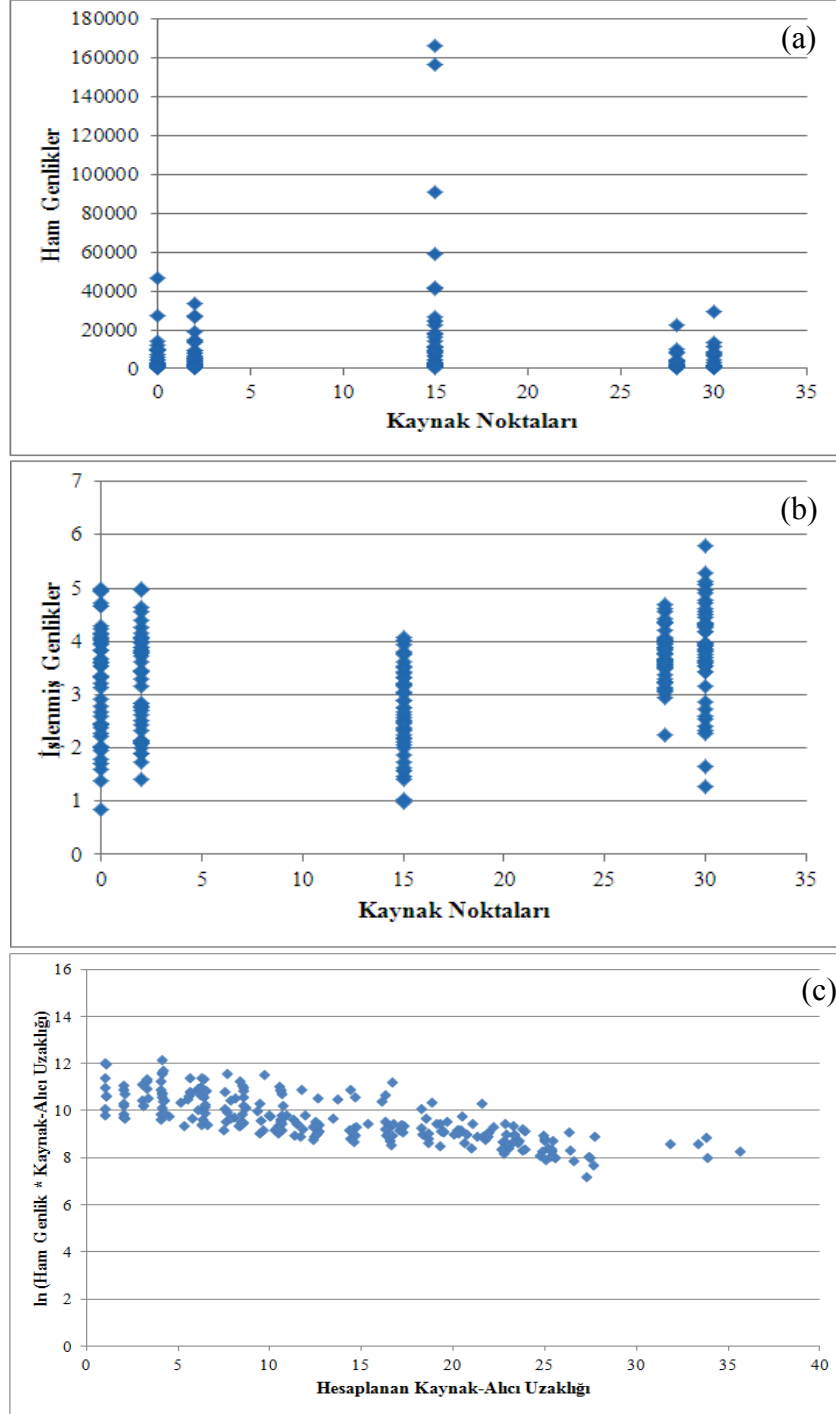 (a)
180000
160000
140000
120000
100000
80000
60000
40000
20000
0
Ham Genlikler
0 5 10 15 20 25 30 35
Kaynak Noktaları
(b)
7
6
5
4
3
2
1
0
İşlenmiş Genlikler
0 5 10 15 20 25 30 35
Kaynak Noktaları
(c)
16
14
12
10
8
6
4
2
0
ln (Ham Genlik * Kaynak-Alıcı Uzaklığı)
0 5 10 15 20 25 30 35 40
Hesaplanan Kaynak-Alıcı Uzaklığı